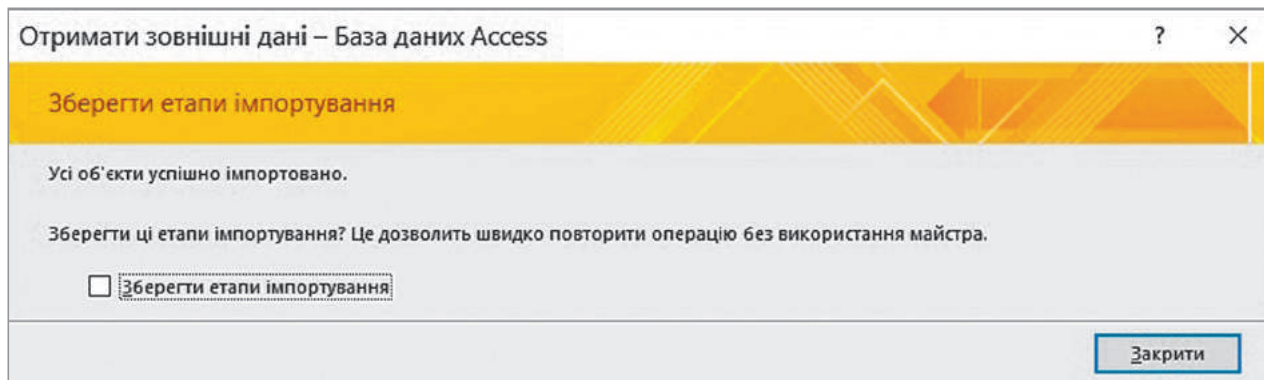 Отримати зовнішні дані – База даних Access
?
Зберегти етапи імпортування
Усі об'єкти успішно імпортовано.
Зберегти ці етапи імпортування? Це дозволить швидко повторити операцію без використання майстра.
Зберегти етапи імпортування
Закрити